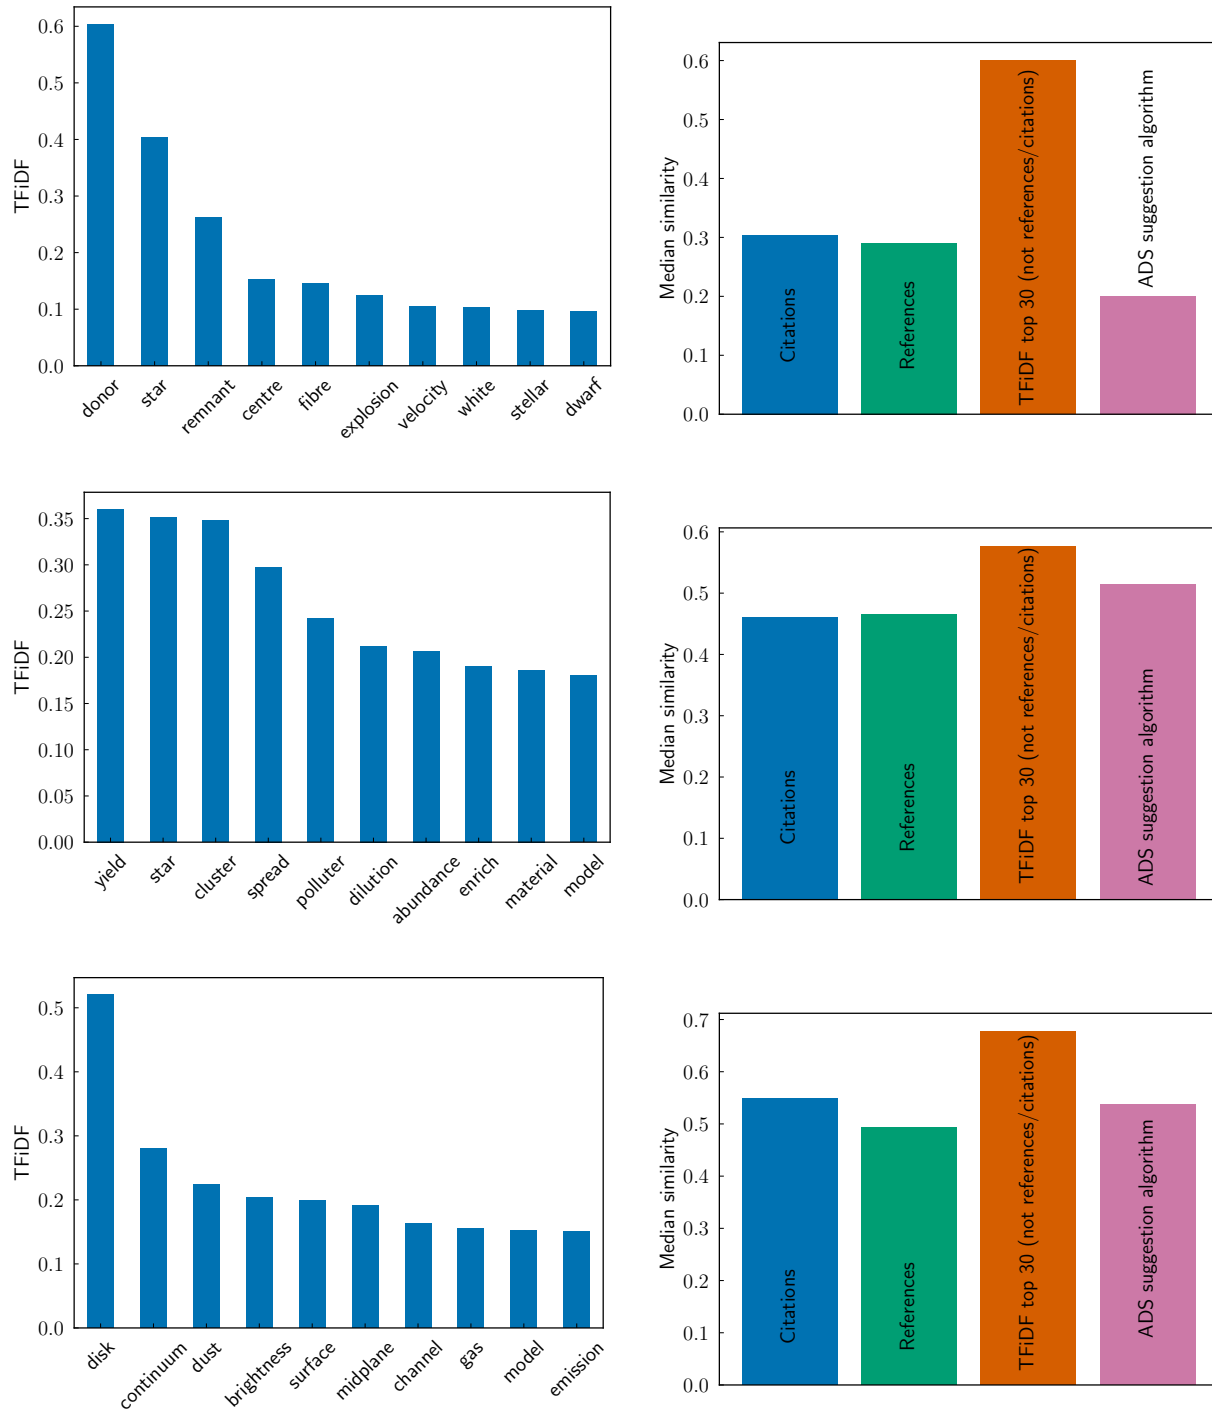 TFiDF
0.6
0.5
0.4
0.3
0.2
0.1
0.0
donor star remnant centre fibre explosion velocity white stellar dwarf
Median similarity
0.6
0.5
0.4
0.3
0.2
0.1
0.0
Citations
References
TFiDF top 30 (not references/citations)
ADS suggestion algorithm
TFiDF
0.35
0.30
0.25
0.20
0.15
0.10
0.05
0.00
yield star cluster spread polluter dilution abundance enrich material model
Median similarity
0.6
0.5
0.4
0.3
0.2
0.1
0.0
Citations
References
TFiDF top 30 (not references/citations)
ADS suggestion algorithm
TFiDF
0.5
0.4
0.3
0.2
0.1
0.0
disk continuum dust brightness surface midplane channel gas model emission
Median similarity
0.7
0.6
0.5
0.4
0.3
0.2
0.1
0.0
Citations
References
TFiDF top 30 (not references/citations)
ADS suggestion algorithm